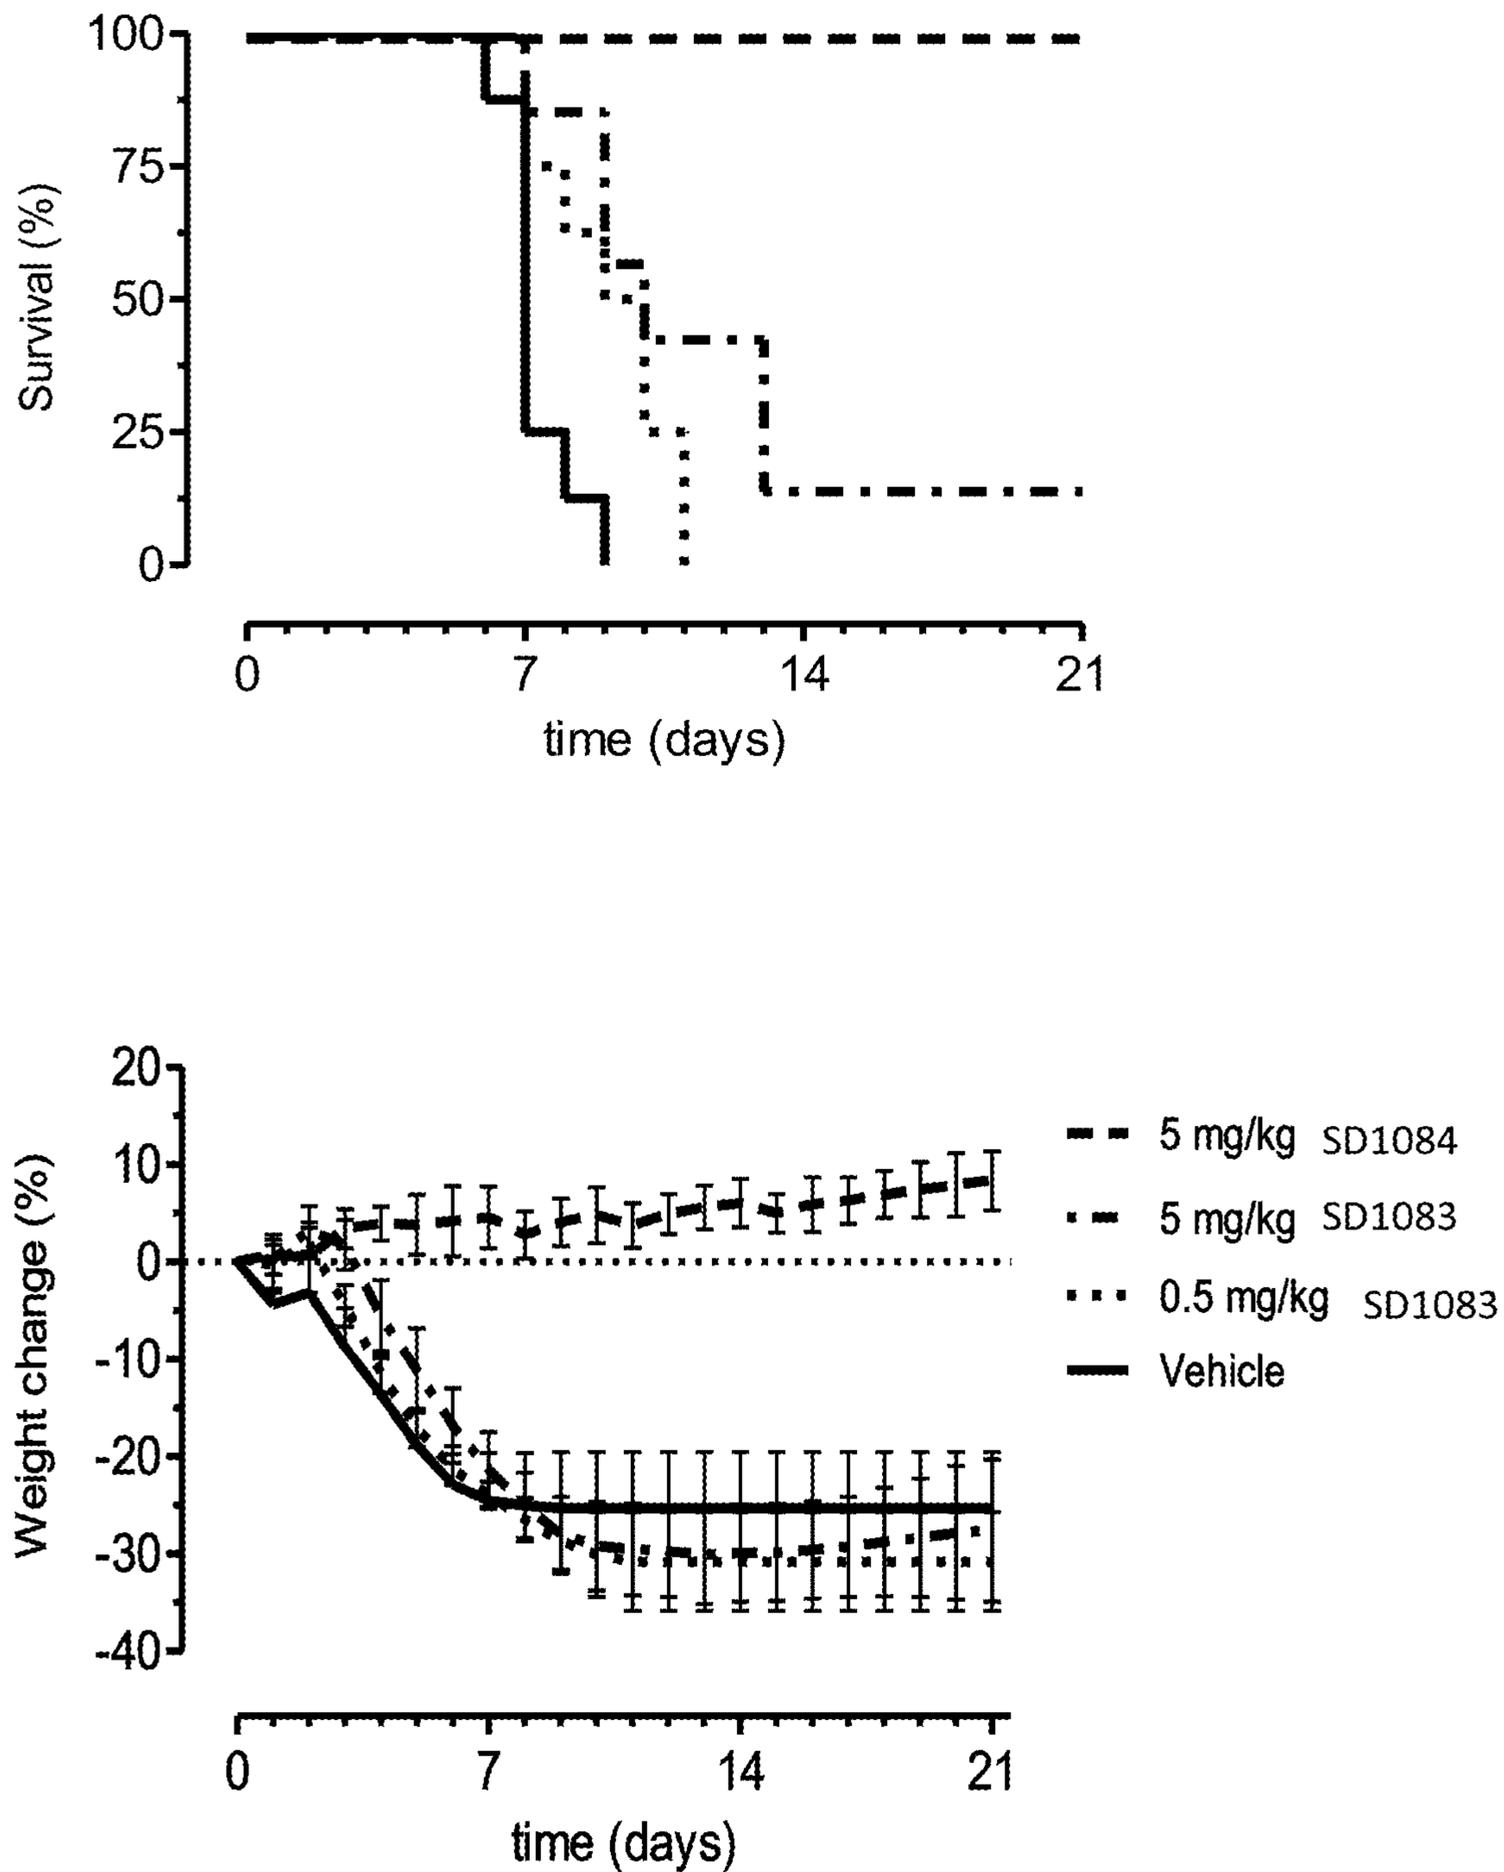 100
75
50
25
0
Survival (%)
0 7 14 21
time (days)
20
10
0
-10
-20
-30
-40
Weight change (%)
0 7 14 21
time (days)
5 mg/kg SD1084
5 mg/kg SD1083
0.5 mg/kg SD1083
Vehicle